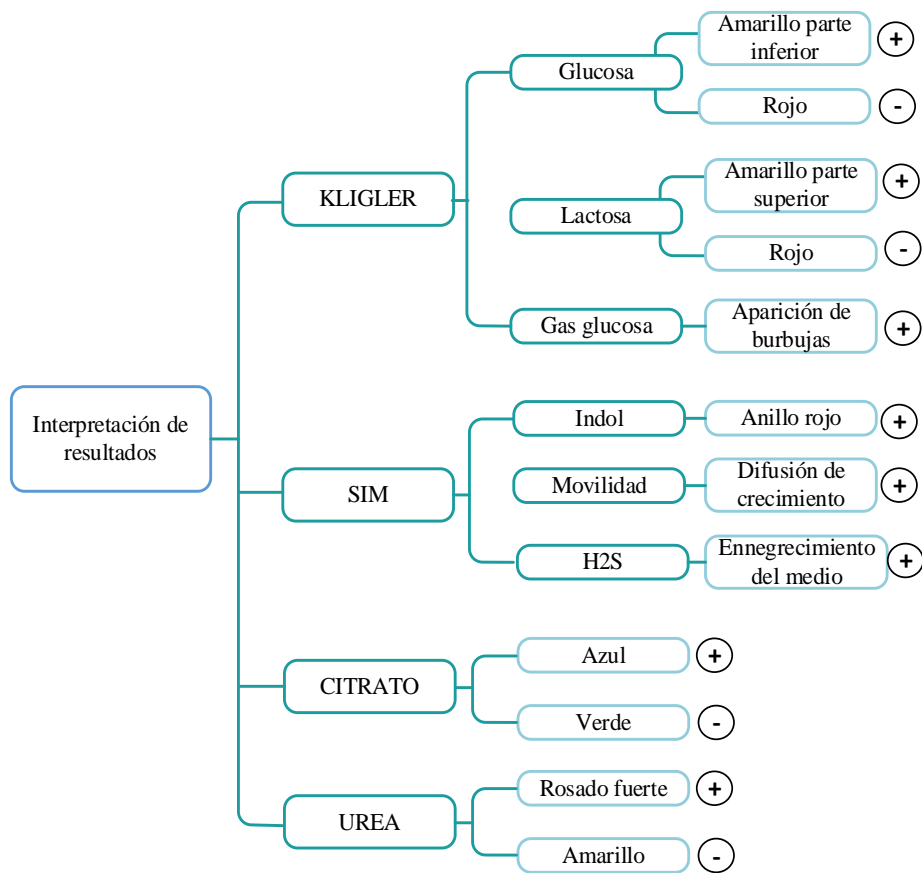 Interpretación de
resultados
KLIGLER
Glucosa
Amarillo parte
inferior
+
Rojo
-
Lactosa
Amarillo parte
superior
+
Rojo
-
Gas glucosa
Aparición de
burbujas
+
SIM
Indol
Anillo rojo
+
Movilidad
Difusión de
crecimiento
+
H2S
Ennegrecimiento
del medio
+
CITRATO
Azul
+
Verde
-
UREA
Rosado fuerte
+
Amarillo
-